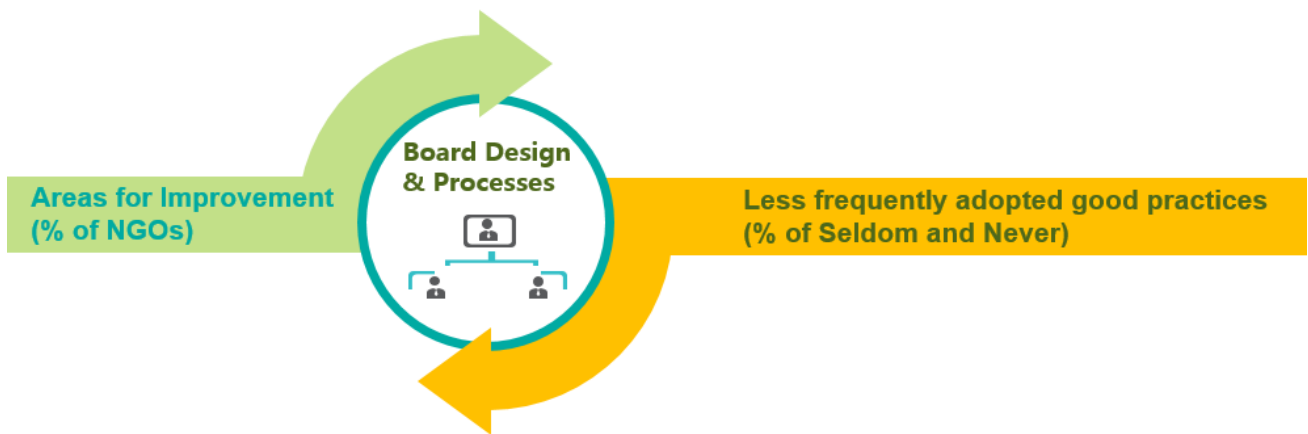 Board Design
& Processes
Areas for Improvement
(% of NGOs)
Less frequently adopted good practices
(% of Seldom and Never)